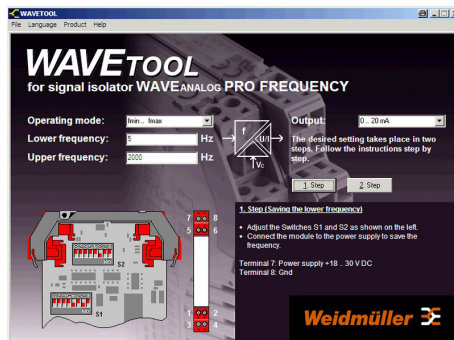 WAVETOOL
File Language Product Help
WAVETOOL
for signal isolator WAVEANALOG PRO FREQUENCY
Operating mode: fmin .. fmax
Output: 0 .. 20 mA
Lower frequency: 5 Hz
Upper frequency: 2000 Hz
f
U/I
Vc
The desired setting takes place in two
steps. Follow the instructions step by
step.
1 Step 2 Step
1. Step (Saving the lower frequency)
• Adjust the Switches S1 and S2 as shown on the left.
• Connect the module to the power supply to save the
frequency.
Terminal 7: Power supply +18 .. 30 V DC
Terminal 8: Gnd
7 8
5 6
S2
S1
1 2
3 4
Weidmüller